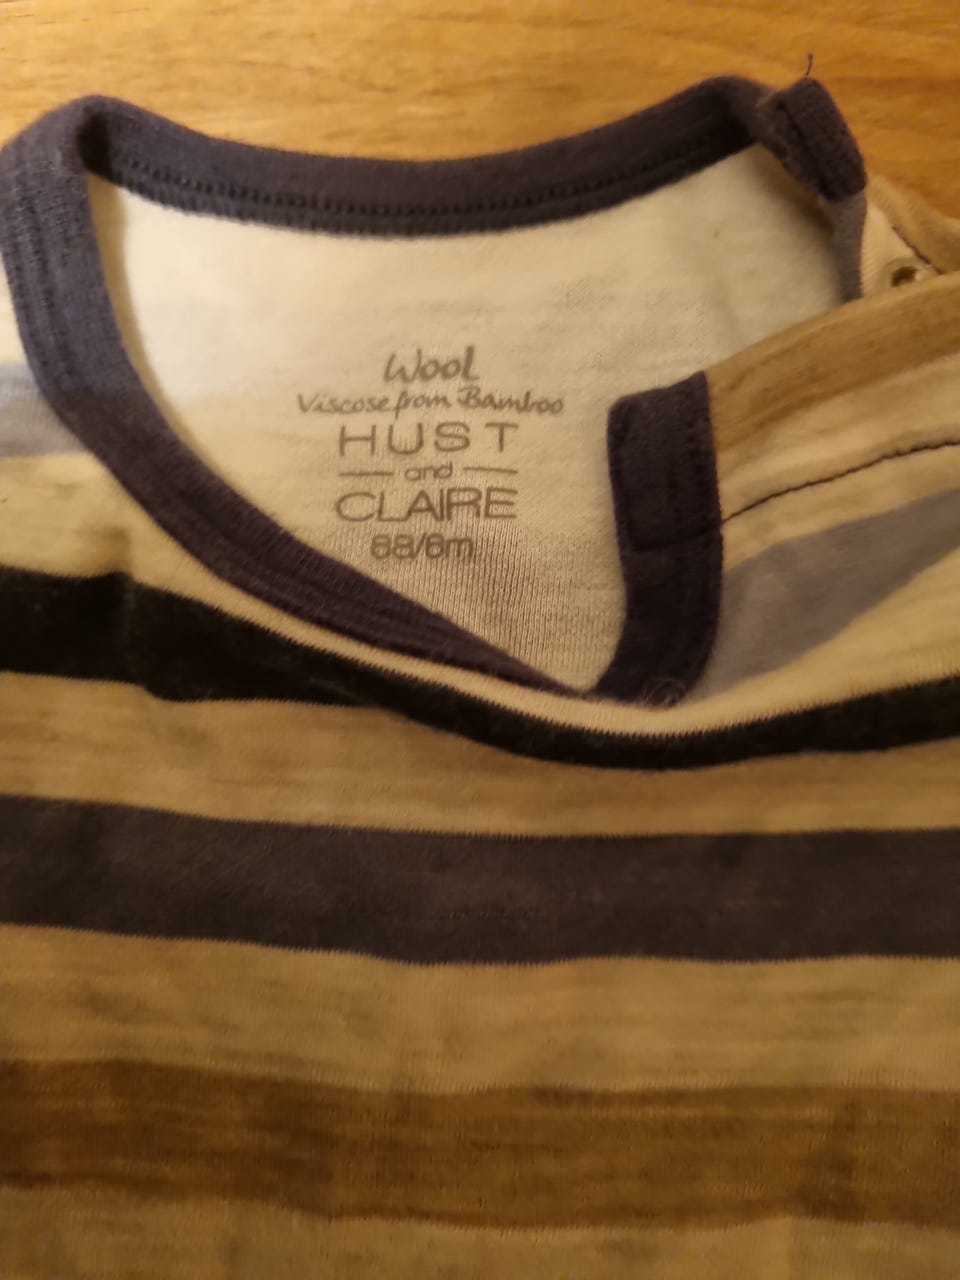 Wool
Viscose from Bamboo
HUST
and
CLAIRE
68/6m